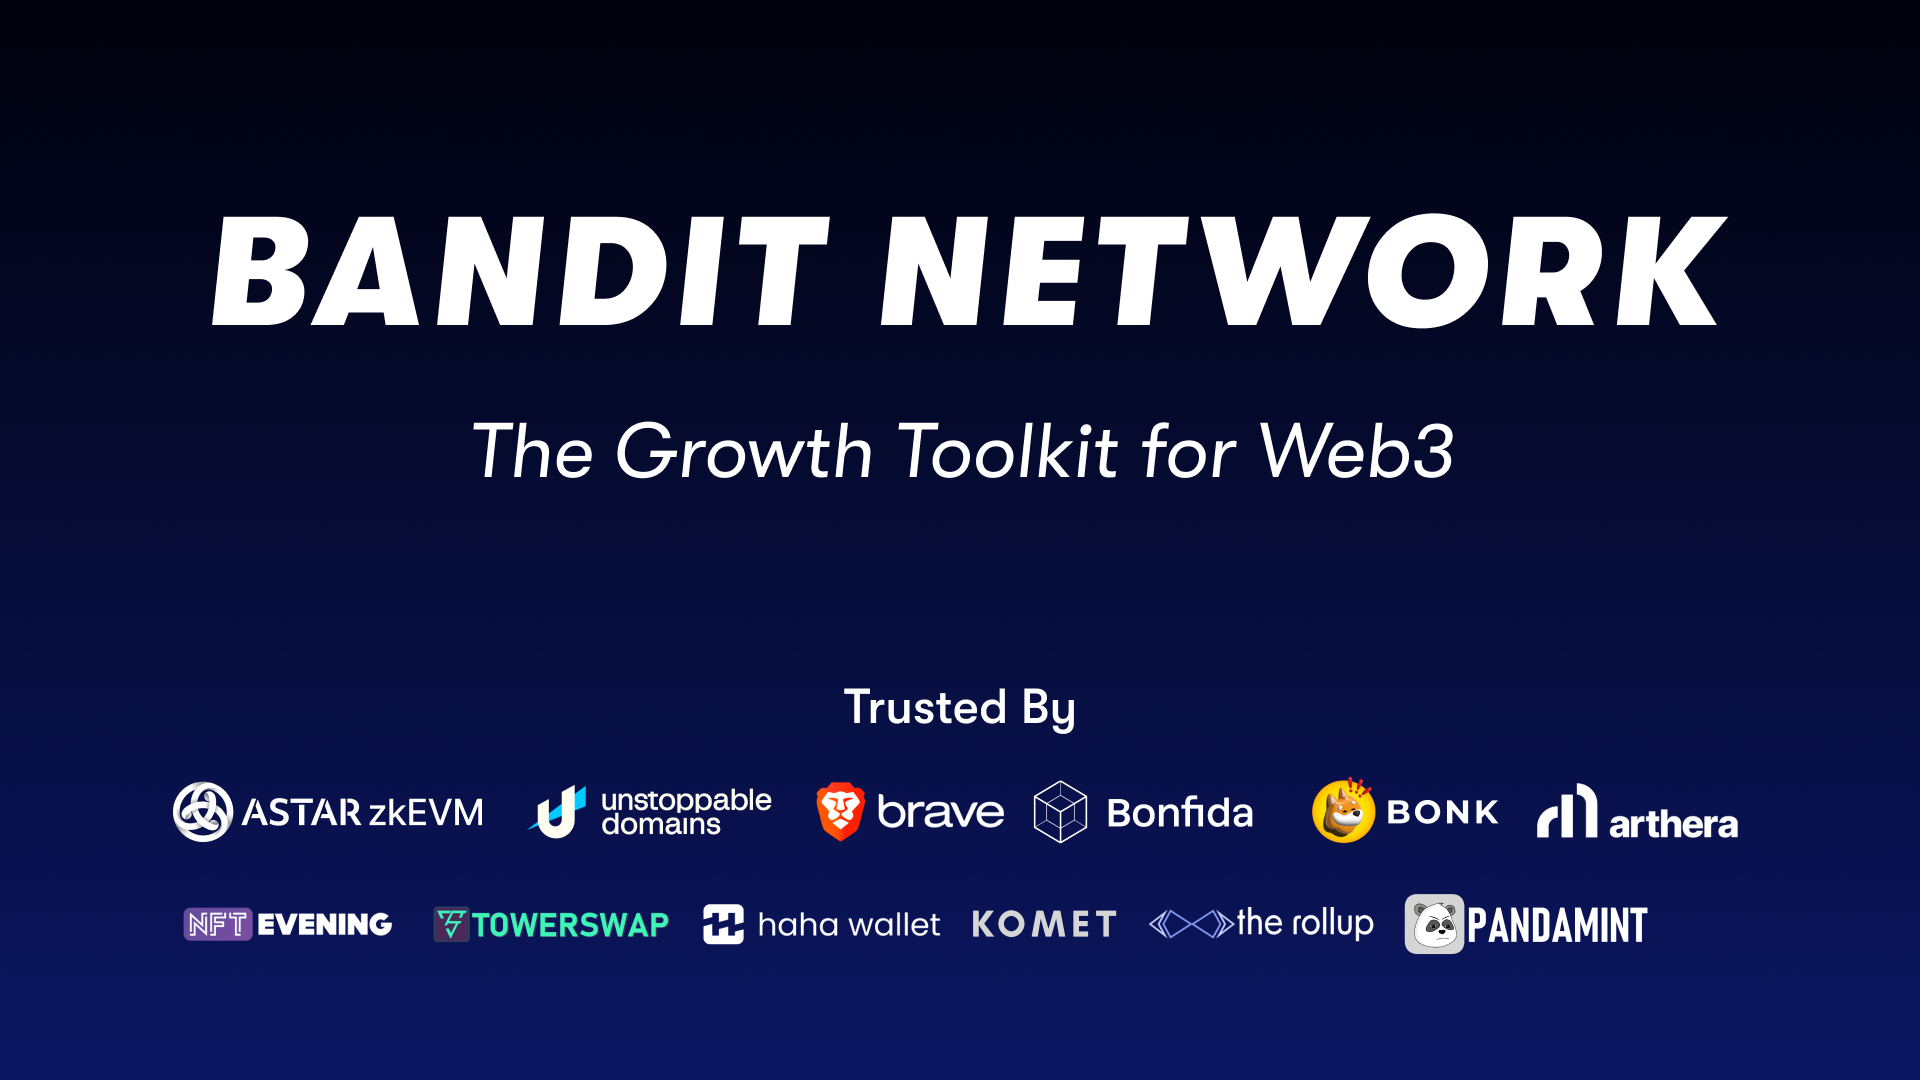 BANDIT NETWORK
The Growth Toolkit for Web3
Trusted By
ASTAR zkEVM
unstoppable
domains
brave
Bonfida
BONK
arthera
NFT EVENING
TOWERSWAP
haha wallet
KOMET
the rollup
PANDAMINT